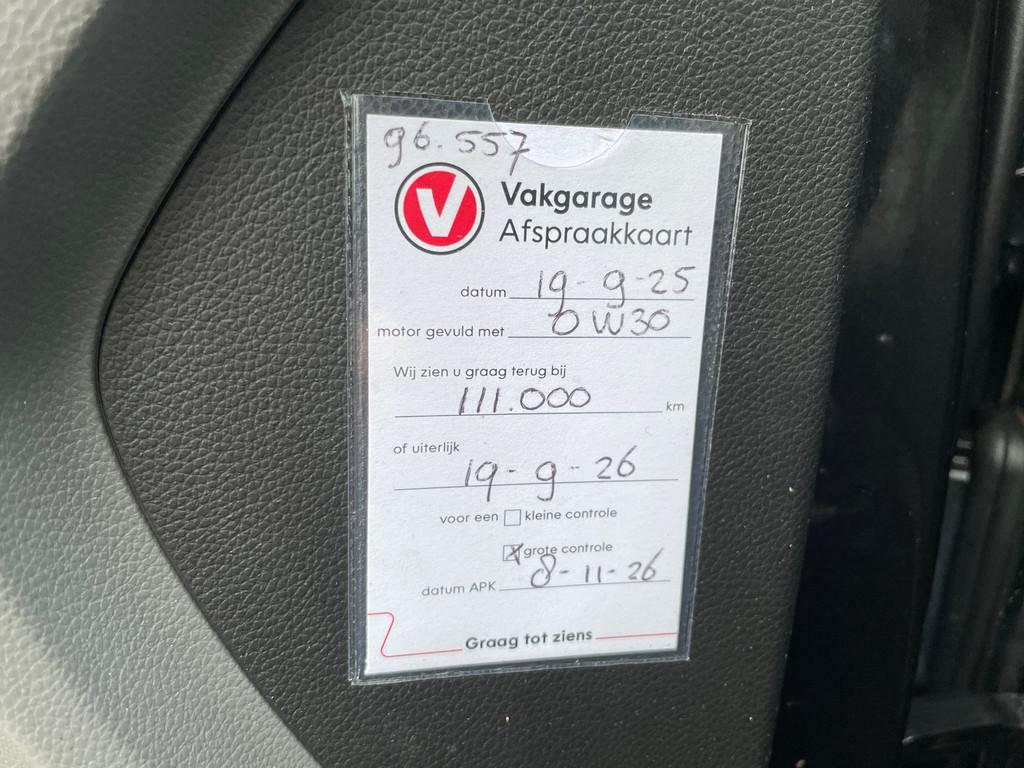 96.557
V
Vakgarage
Afspraakkaart
datum 19-9-25
motor gevuld met 0W30
Wij zien u graag terug bij
111.000 km
of uiterlijk
19-9-26
voor een kleine controle
grote controle
datum APK 8-11-26
Graag tot ziens